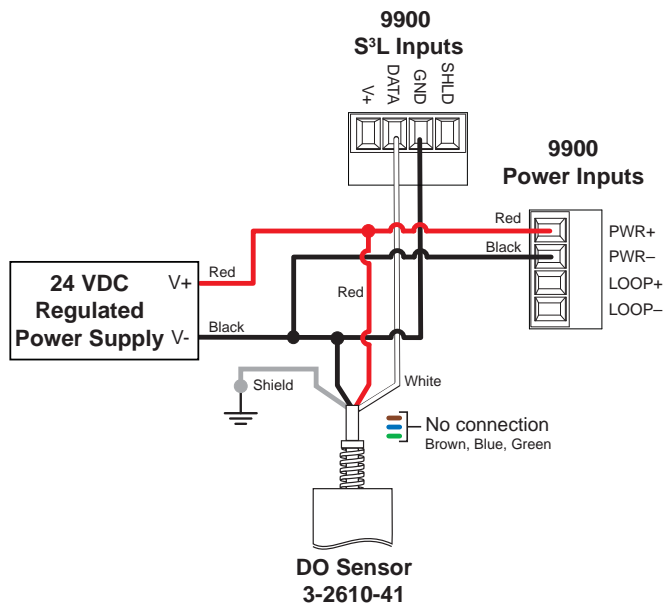 9900
S³L Inputs
V+
DATA
GND
SHLD
9900
Power Inputs
Red
PWR+
Black
PWR–
LOOP+
LOOP–
24 VDC
Regulated
Power Supply
V+
V-
Red
Black
Red
Shield
White
No connection
Brown, Blue, Green
DO Sensor
3-2610-41